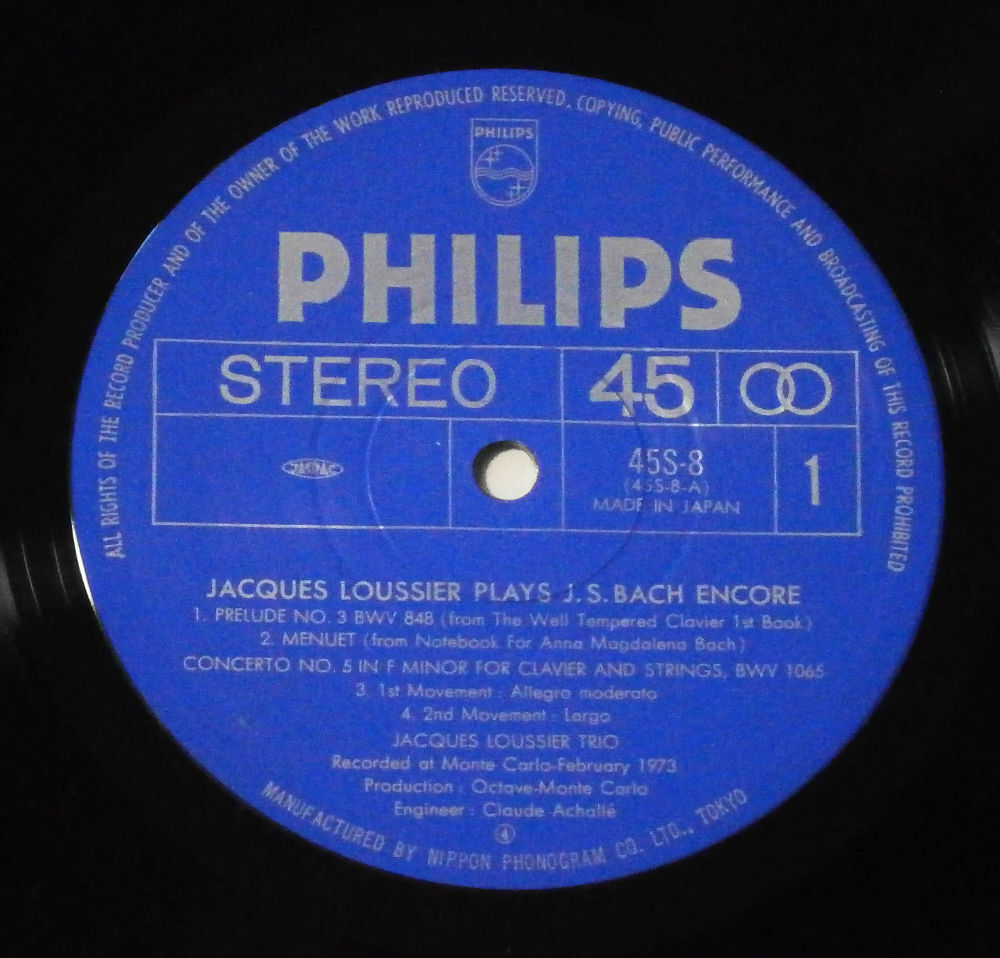 ALL RIGHTS OF THE RECORD PRODUCER AND OF THE OWNER OF THE WORK REPRODUCED RESERVED. COPYING, PUBLIC PERFORMANCE AND BROADCASTING OF THIS RECORD PROHIBITED
PHILIPS
PHILIPS
STEREO 45
JASRAC
45S-8
(45S-8-A)
MADE IN JAPAN
1
JACQUES LOUSSIER PLAYS J.S.BACH ENCORE
1. PRELUDE NO. 3 BWV 848 (from The Well Tempered Clavier 1st Book)
2. MENUET (from Notebook For Anna Magdalena Bach)
CONCERTO NO. 5 IN F MINOR FOR CLAVIER AND STRINGS, BWV 1065
3. 1st Movement : Allegro moderato
4. 2nd Movement : Largo
JACQUES LOUSSIER TRIO
Recorded at Monte Carlo-February 1973
Production : Octave-Monte Carlo
Engineer : Claude Achallé
④
MANUFACTURED BY NIPPON PHONOGRAM CO. LTD., TOKYO